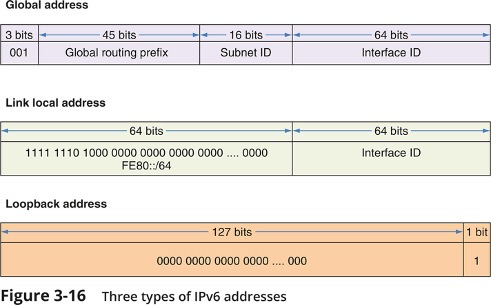 Global address
3 bits 45 bits 16 bits 64 bits
001 Global routing prefix Subnet ID Interface ID
Link local address
64 bits 64 bits
1111 1110 1000 0000 0000 0000 0000 .... 0000 Interface ID
FE80::/64
Loopback address
127 bits 1 bit
0000 0000 0000 0000 .... 000 1
Figure 3-16 Three types of IPv6 addresses